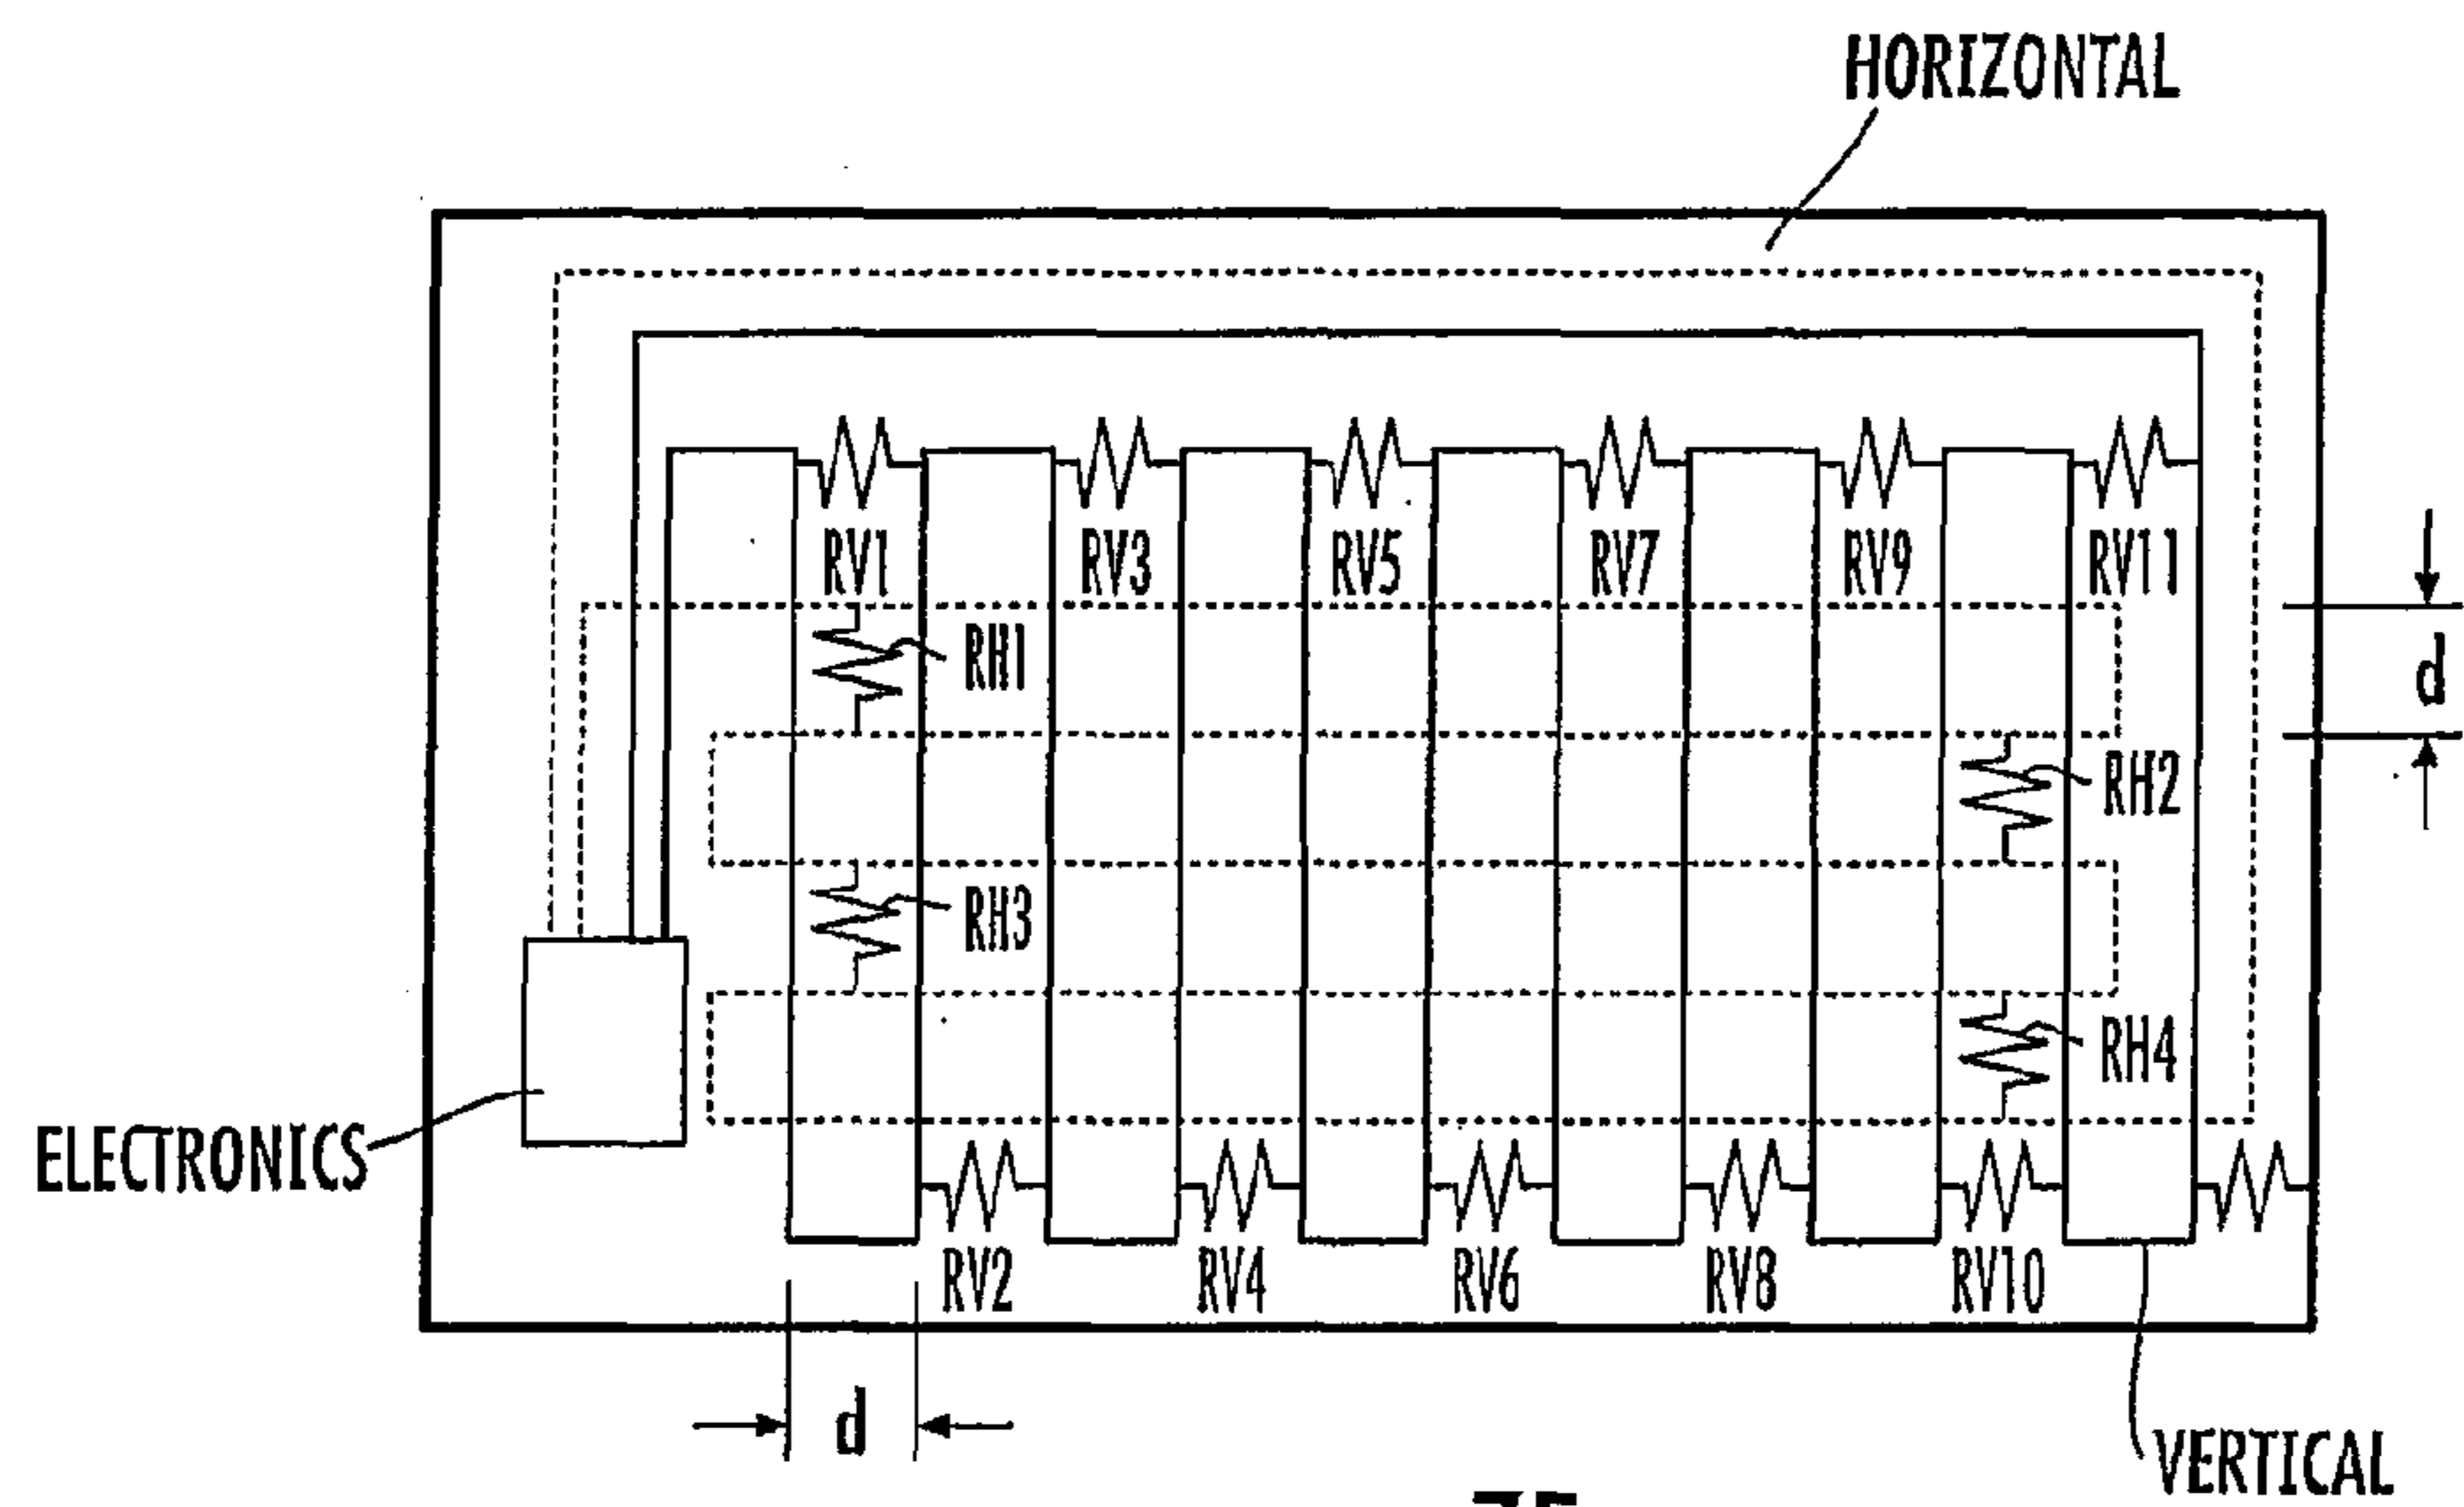 HORIZONTAL
RV1 RV3 RV5 RV7 RV9 RV11
RH1
d
RH2
RH3
RH4
ELECTRONICS
RV2 RV4 RV6 RV8 RV10
d
VERTICAL